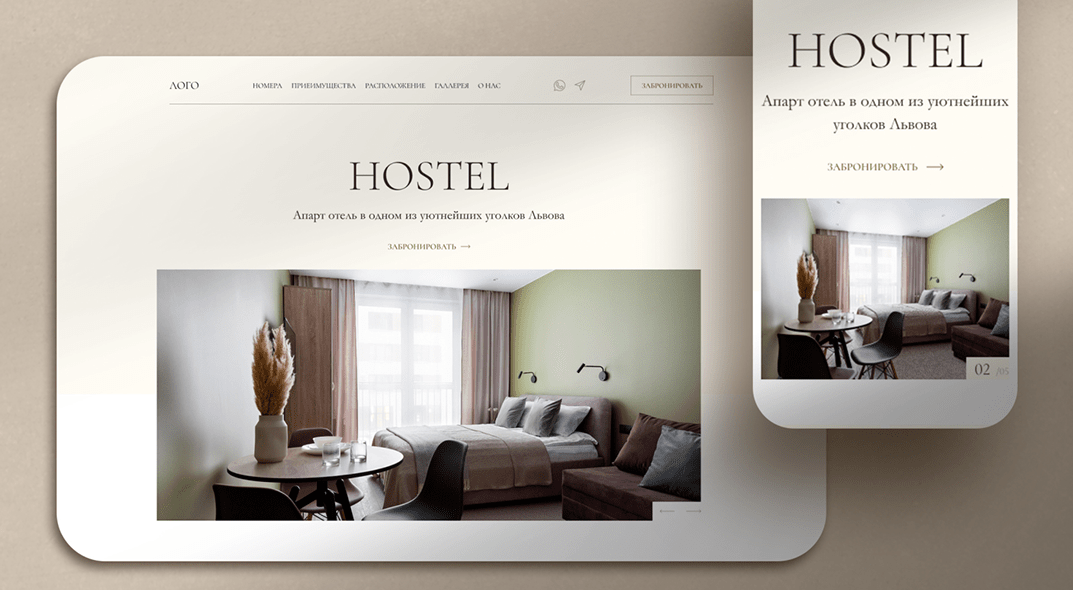 ЛОГО
НОМЕРА ПРИЕИМУЩЕСТВА РАСПОЛОЖЕНИЕ ГАЛЛЕРЕЯ О НАС
ЗАБРОНИРОВАТЬ
HOSTEL
Апарт отель в одном из уютнейших уголков Львова
ЗАБРОНИРОВАТЬ
HOSTEL
Апарт отель в одном из уютнейших
уголков Львова
ЗАБРОНИРОВАТЬ
02 /05